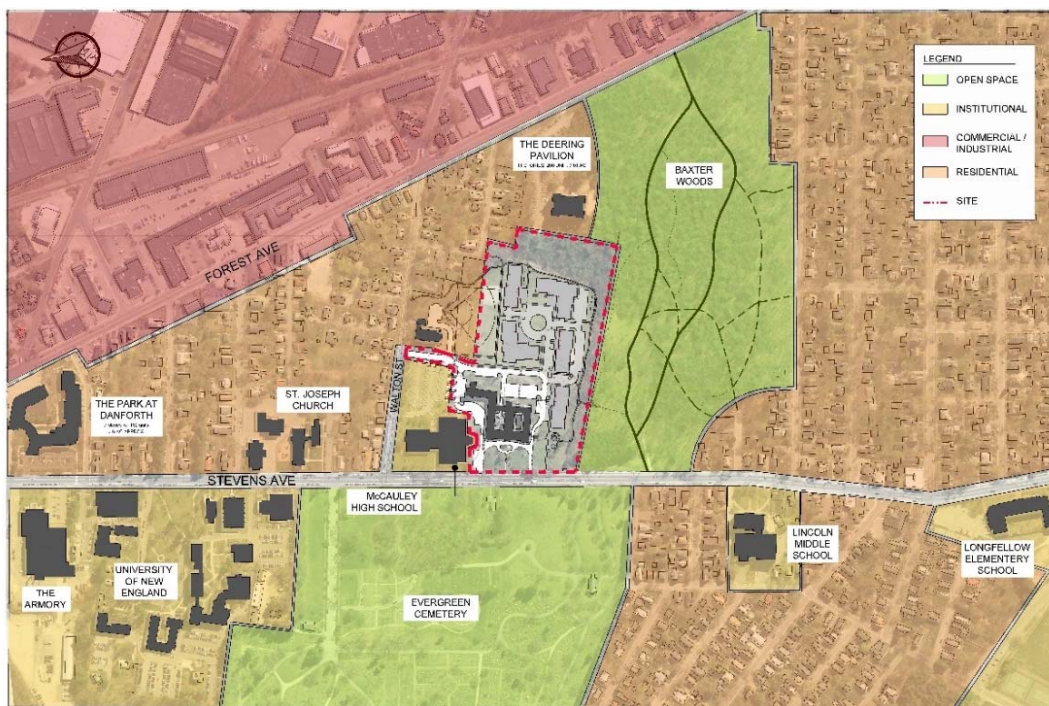 LEGEND
OPEN SPACE
INSTITUTIONAL
COMMERCIAL /
INDUSTRIAL
RESIDENTIAL
SITE
THE DEERING
PAVILION
BAXTER
WOODS
FOREST AVE
WALTON ST
ST. JOSEPH
CHURCH
THE PARK AT
DANFORTH
STEVENS AVE
McCAULEY
HIGH SCHOOL
LINCOLN
MIDDLE
SCHOOL
LONGFELLOW
ELEMENTERY
SCHOOL
THE
ARMORY
UNIVERSITY
OF NEW
ENGLAND
EVERGREEN
CEMETERY